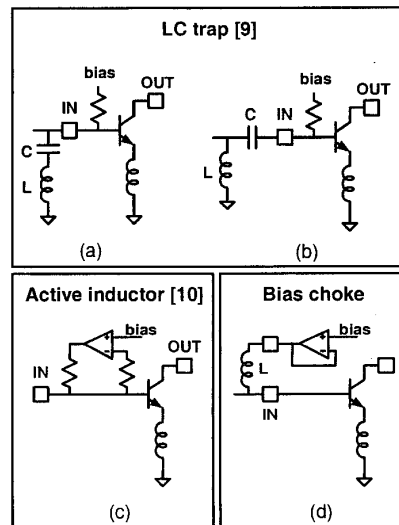 LC trap [9]
bias
OUT
IN
C
L
(a)
bias
OUT
C
IN
L
(b)
Active inductor [10]
bias
+
-
IN
OUT
(c)
Bias choke
bias
+
-
L
IN
OUT
(d)